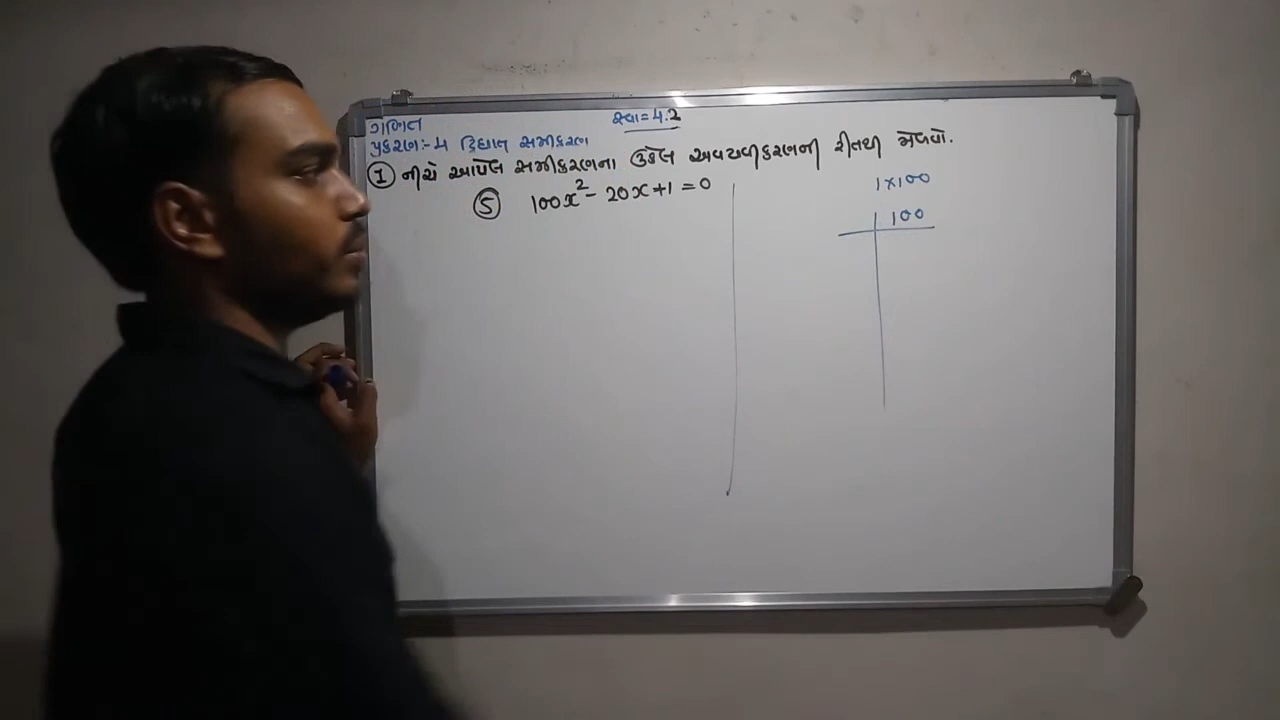 ગણિત
સ્વા = 4.2
પ્રકરણ:- 4 દ્વિઘાત સમીકરણ
① નીચે આપેલ સમીકરણના ઉકેલ અવયવીકરણની રીતથી મેળવો.
⑤ 100x² - 20x + 1 = 0
1 × 100
100